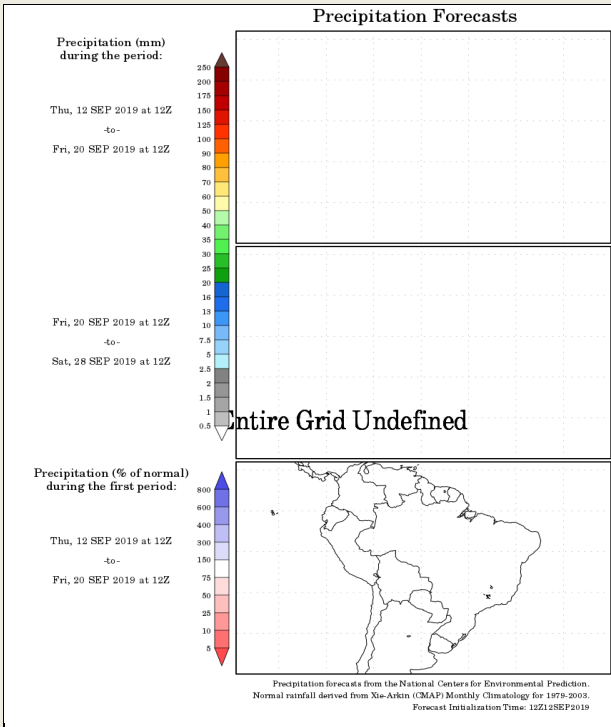 Precipitation Forecasts
Precipitation (mm)
during the period:
Thu, 12 SEP 2019 at 12Z
-to-
Fri, 20 SEP 2019 at 12Z
250
200
175
150
125
100
90
80
70
60
50
40
35
30
25
20
16
13
10
7.5
5
2.5
2
1.5
1
0.5
Fri, 20 SEP 2019 at 12Z
-to-
Sat, 28 SEP 2019 at 12Z
Entire Grid Undefined
Precipitation (% of normal)
during the first period:
Thu, 12 SEP 2019 at 12Z
-to-
Fri, 20 SEP 2019 at 12Z
800
600
400
300
150
75
50
25
10
5
Precipitation forecasts from the National Centers for Environmental Prediction.
Normal rainfall derived from Xie-Arkin (CMAP) Monthly Climatology for 1979-2003.
Forecast Initialization Time: 12Z12SEP2019